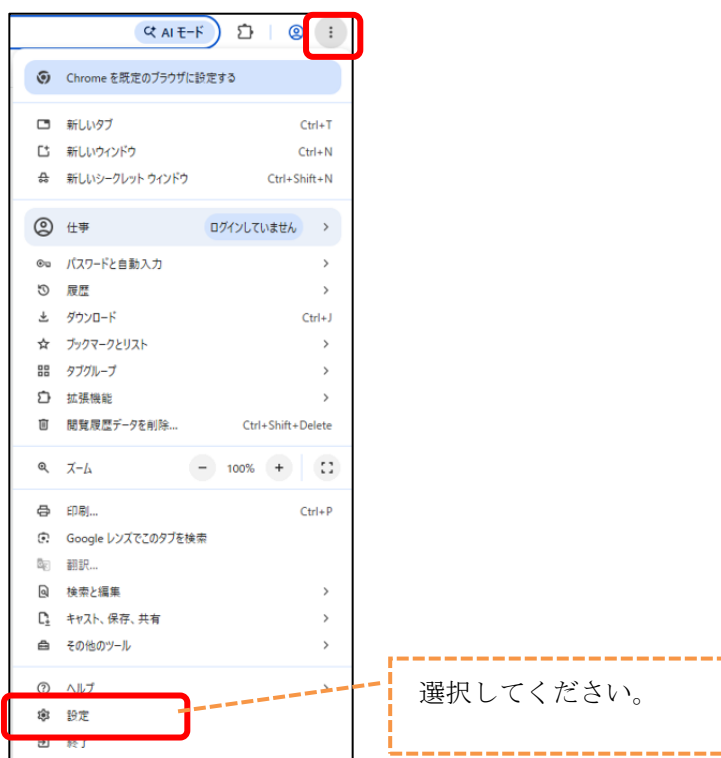 AI モード
Chrome を既定のブラウザに設定する
新しいタブ Ctrl+T
新しいウィンドウ Ctrl+N
新しいシークレット ウィンドウ Ctrl+Shift+N
仕事 ログインしていません
パスワードと自動入力
履歴
ダウンロード Ctrl+J
ブックマークとリスト
タブグループ
拡張機能
閲覧履歴データを削除... Ctrl+Shift+Delete
ズーム − 100% +
印刷... Ctrl+P
Google レンズでこのタブを検索
翻訳...
検索と編集
キャスト、保存、共有
その他のツール
ヘルプ
選択してください。
設定
終了